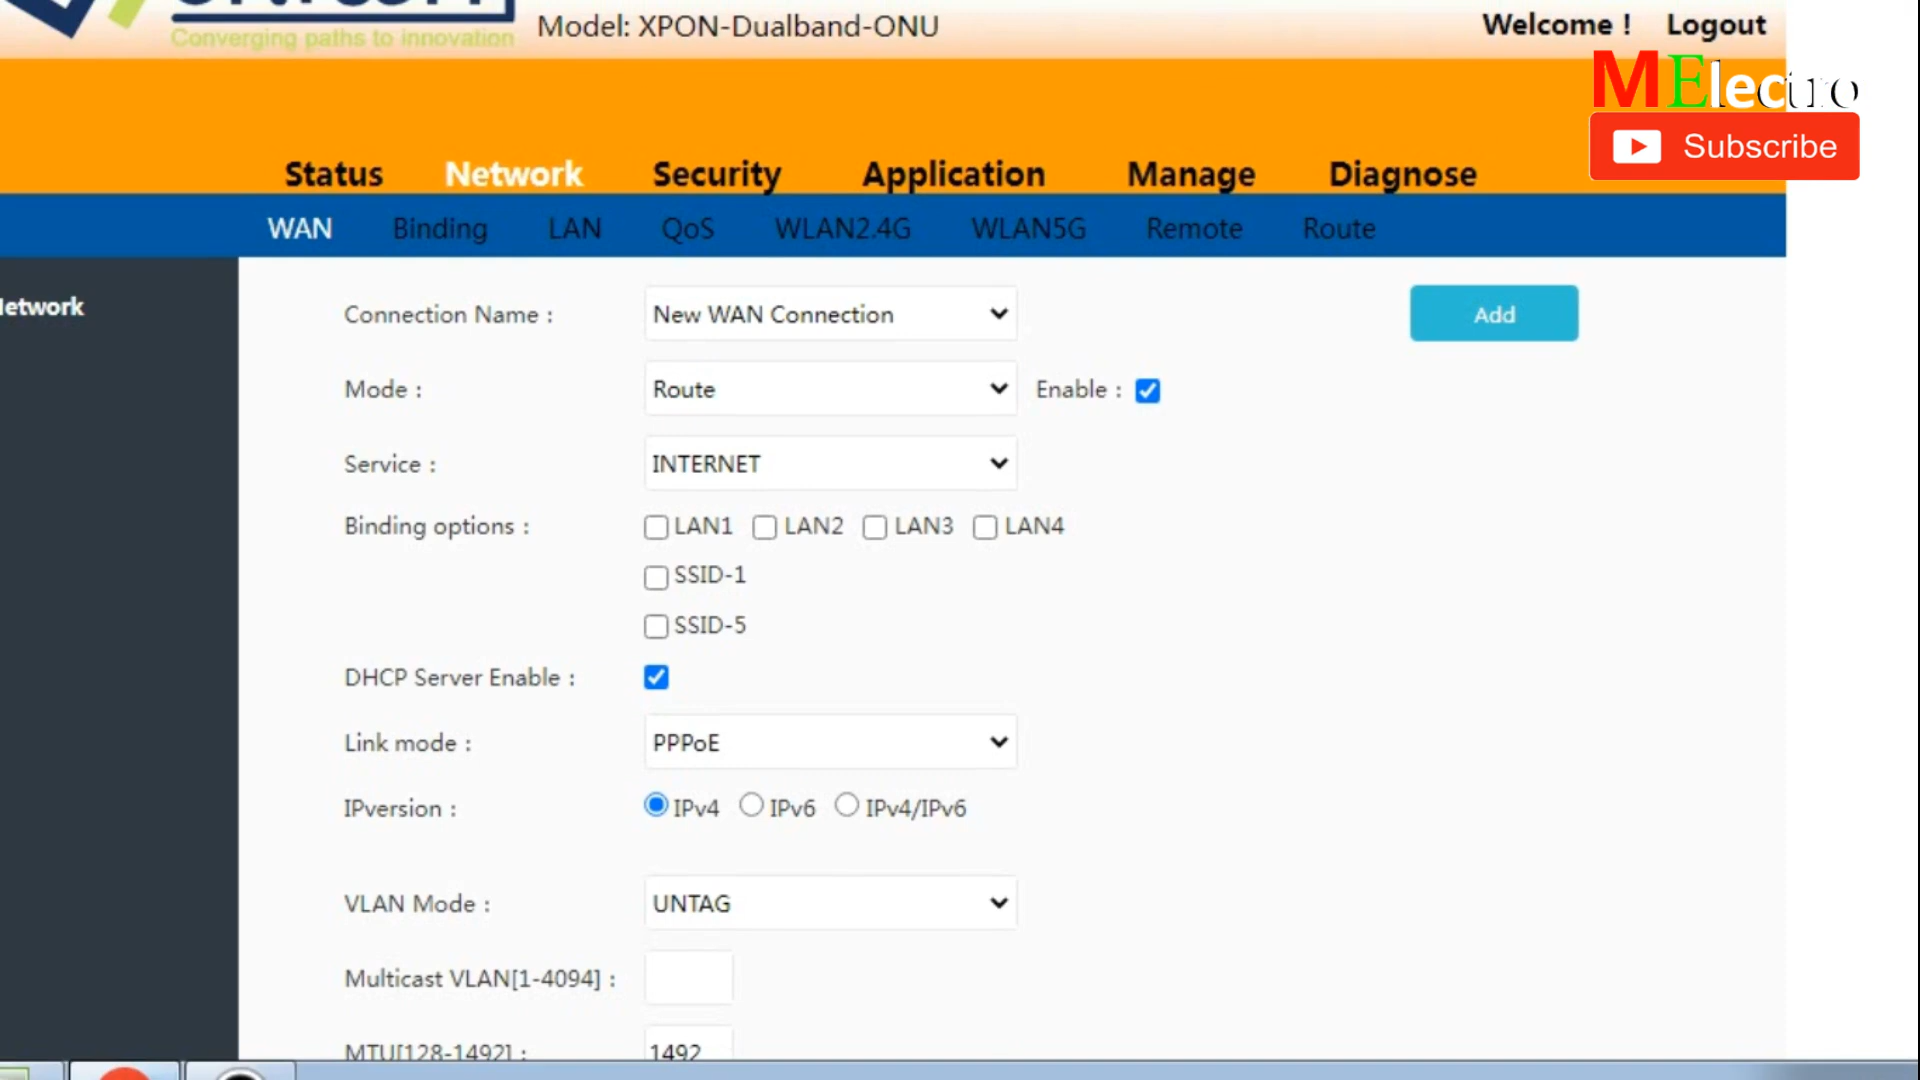 Converging paths to innovation
Model: XPON-Dualband-ONU
Welcome ! Logout
MElectro
Subscribe
Status Network Security Application Manage Diagnose
WAN Binding LAN QoS WLAN2.4G WLAN5G Remote Route
Connection Name : New WAN Connection Add
Mode : Route Enable :
Service : INTERNET
Binding options : LAN1 LAN2 LAN3 LAN4
SSID-1
SSID-5
DHCP Server Enable :
Link mode : PPPoE
IPversion : IPv4 IPv6 IPv4/IPv6
VLAN Mode : UNTAG
Multicast VLAN[1-4094] :
MTU[128-1492] : 1492